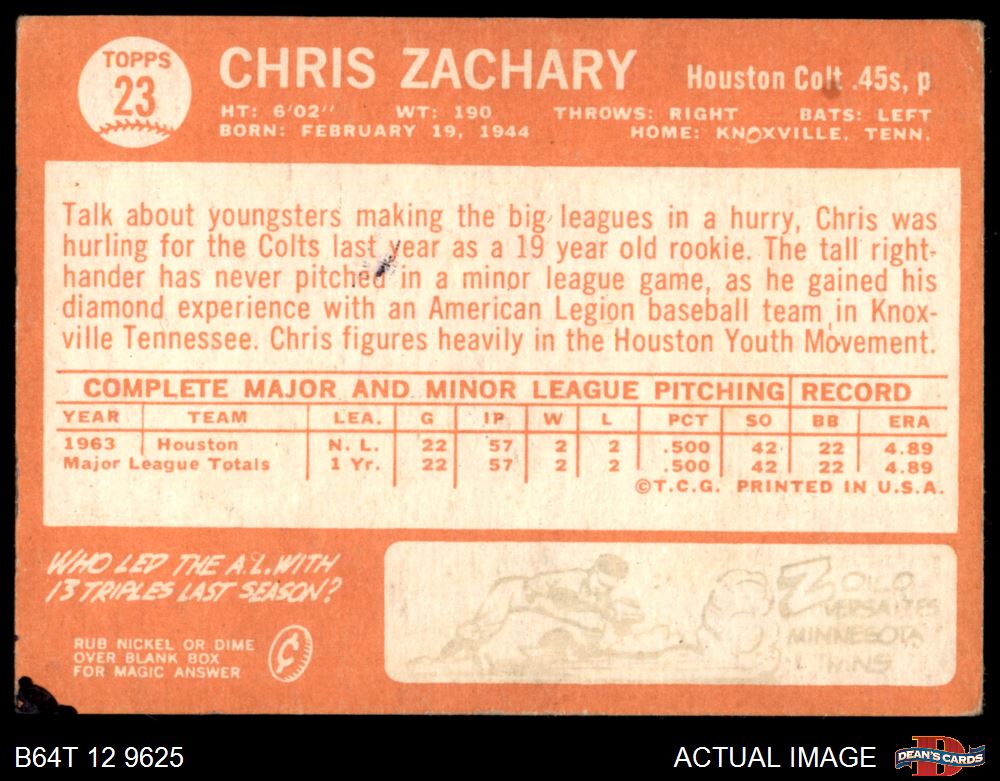 TOPPS
23
CHRIS ZACHARY
Houston Colt .45s, p
HT: 6'02" WT: 190 THROWS: RIGHT BATS: LEFT
BORN: FEBRUARY 19, 1944 HOME: KNOXVILLE, TENN.
Talk about youngsters making the big leagues in a hurry, Chris was
hurling for the Colts last year as a 19 year old rookie. The tall right-
hander has never pitched in a minor league game, as he gained his
diamond experience with an American Legion baseball team in Knox-
ville Tennessee. Chris figures heavily in the Houston Youth Movement.
COMPLETE MAJOR AND MINOR LEAGUE PITCHING RECORD
YEAR TEAM LEA. G IP W L PCT SO BB ERA
1963 Houston N. L. 22 57 2 2 .500 42 22 4.89
Major League Totals 1 Yr. 22 57 2 2 .500 42 22 4.89
©T.C.G. PRINTED IN U.S.A.
WHO LED THE A.L. WITH
13 TRIPLES LAST SEASON?
RUB NICKEL OR DIME
OVER BLANK BOX
FOR MAGIC ANSWER
¢
ZOILO
VERSALLES
MINNESOTA
TWINS
B64T 12 9625
ACTUAL IMAGE
D
DEAN'S CARDS